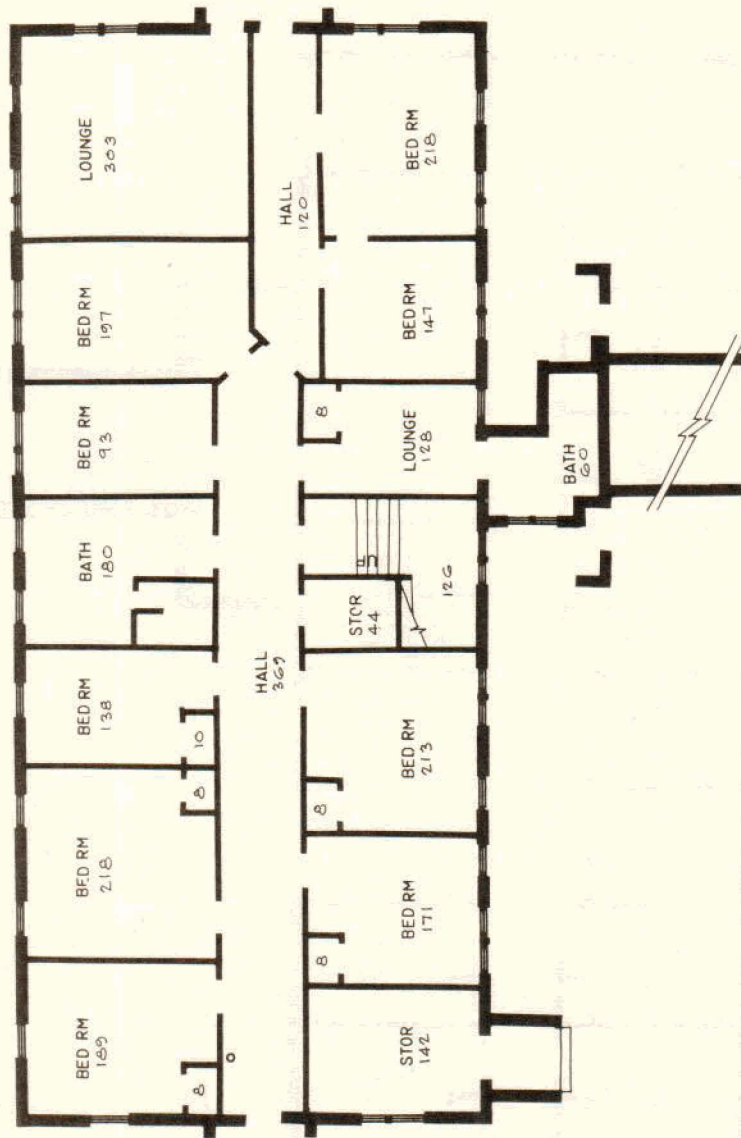 LOUNGE
303
BED RM
218
HALL
120
BED RM
197
BED RM
147
BED RM
93
8
LOUNGE
128
BATH
60
BATH
180
STOR
44
126
HALL
369
BED RM
138
10
BED RM
213
8
8
BED RM
218
BED RM
171
8
BED RM
189
8
STOR
142